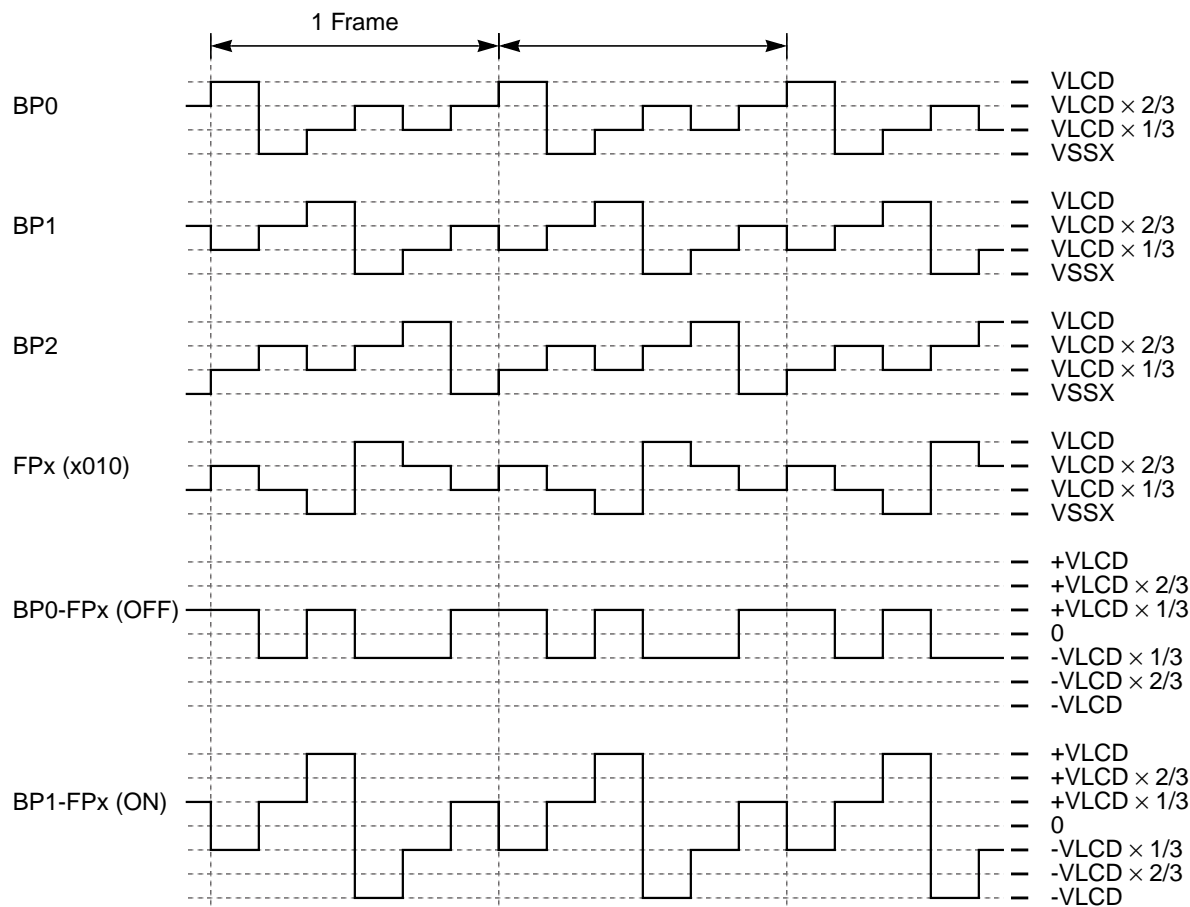 1 Frame
BP0
VLCD
VLCD × 2/3
VLCD × 1/3
VSSX
BP1
VLCD
VLCD × 2/3
VLCD × 1/3
VSSX
BP2
VLCD
VLCD × 2/3
VLCD × 1/3
VSSX
FPx (x010)
VLCD
VLCD × 2/3
VLCD × 1/3
VSSX
BP0-FPx (OFF)
+VLCD
+VLCD × 2/3
+VLCD × 1/3
0
-VLCD × 1/3
-VLCD × 2/3
-VLCD
BP1-FPx (ON)
+VLCD
+VLCD × 2/3
+VLCD × 1/3
0
-VLCD × 1/3
-VLCD × 2/3
-VLCD